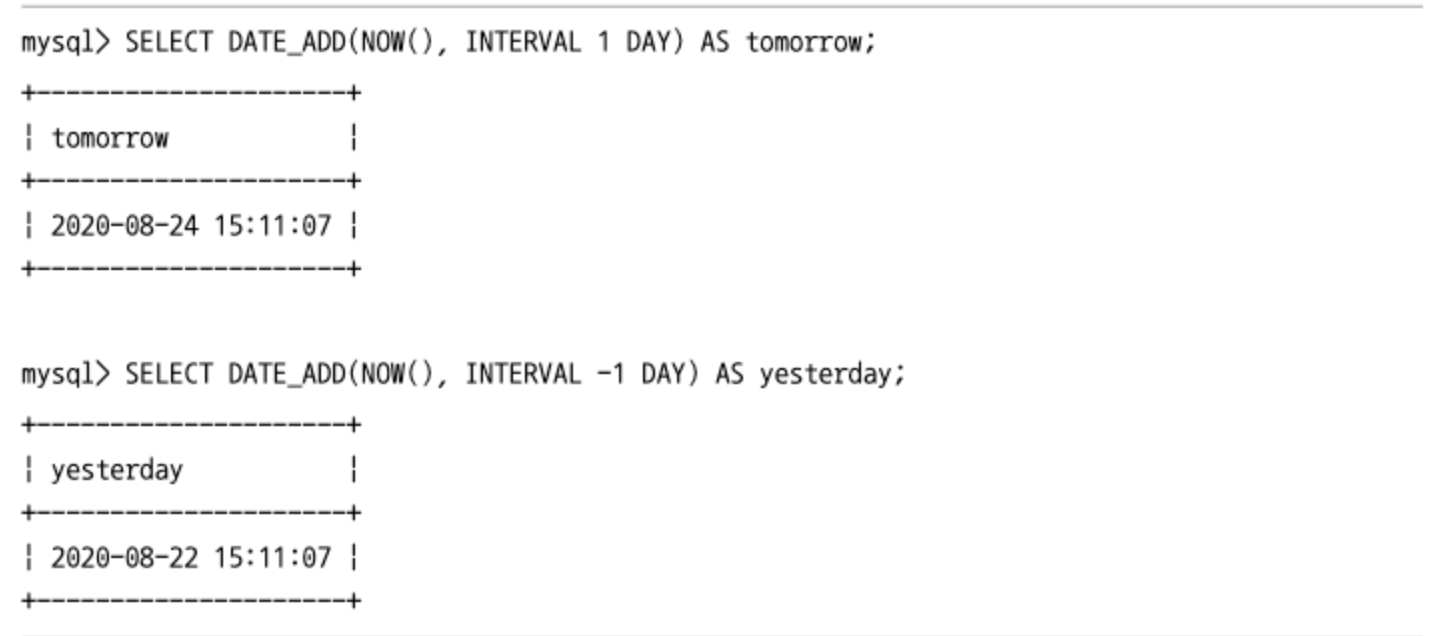 mysql> SELECT DATE_ADD(NOW(), INTERVAL 1 DAY) AS tomorrow;
+---------------------+
| tomorrow            |
+---------------------+
| 2020-08-24 15:11:07 |
+---------------------+
mysql> SELECT DATE_ADD(NOW(), INTERVAL -1 DAY) AS yesterday;
+---------------------+
| yesterday           |
+---------------------+
| 2020-08-22 15:11:07 |
+---------------------+